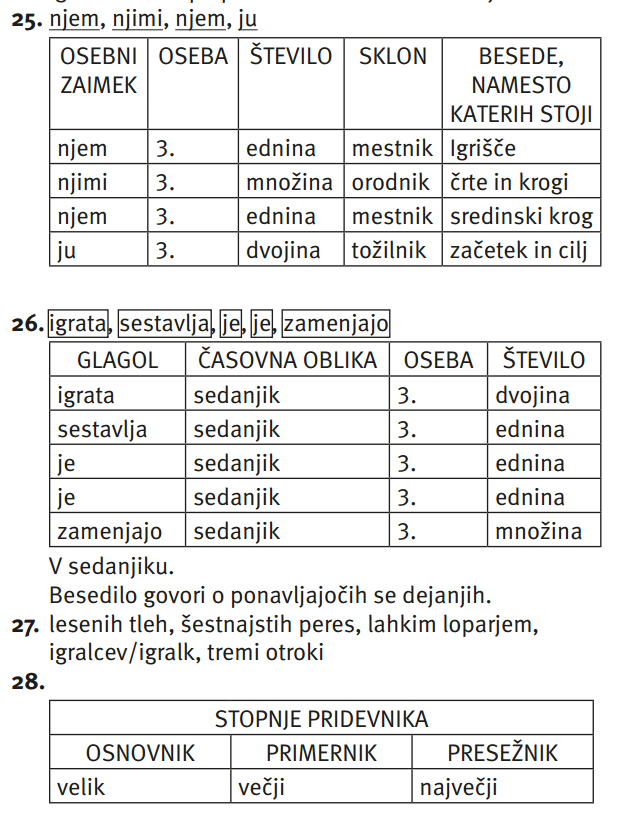 25. njem, njimi, njem, ju
OSEBNI ZAIMEK OSEBA ŠTEVILO SKLON BESEDE, NAMESTO KATERIH STOJI
njem 3. ednina mestnik Igrišče
njimi 3. množina orodnik črte in krogi
njem 3. ednina mestnik sredinski krog
ju 3. dvojina tožilnik začetek in cilj
26. igrata, sestavlja, je, je, zamenjajo
GLAGOL ČASOVNA OBLIKA OSEBA ŠTEVILO
igrata sedanjik 3. dvojina
sestavlja sedanjik 3. ednina
je sedanjik 3. ednina
je sedanjik 3. ednina
zamenjajo sedanjik 3. množina
V sedanjiku.
Besedilo govori o ponavljajočih se dejanjih.
27. lesenih tleh, šestnajstih peres, lahkim loparjem,
igralcev/igralk, tremi otroki
28.
STOPNJE PRIDEVNIKA
OSNOVNIK PRIMERNIK PRESEŽNIK
velik večji največji